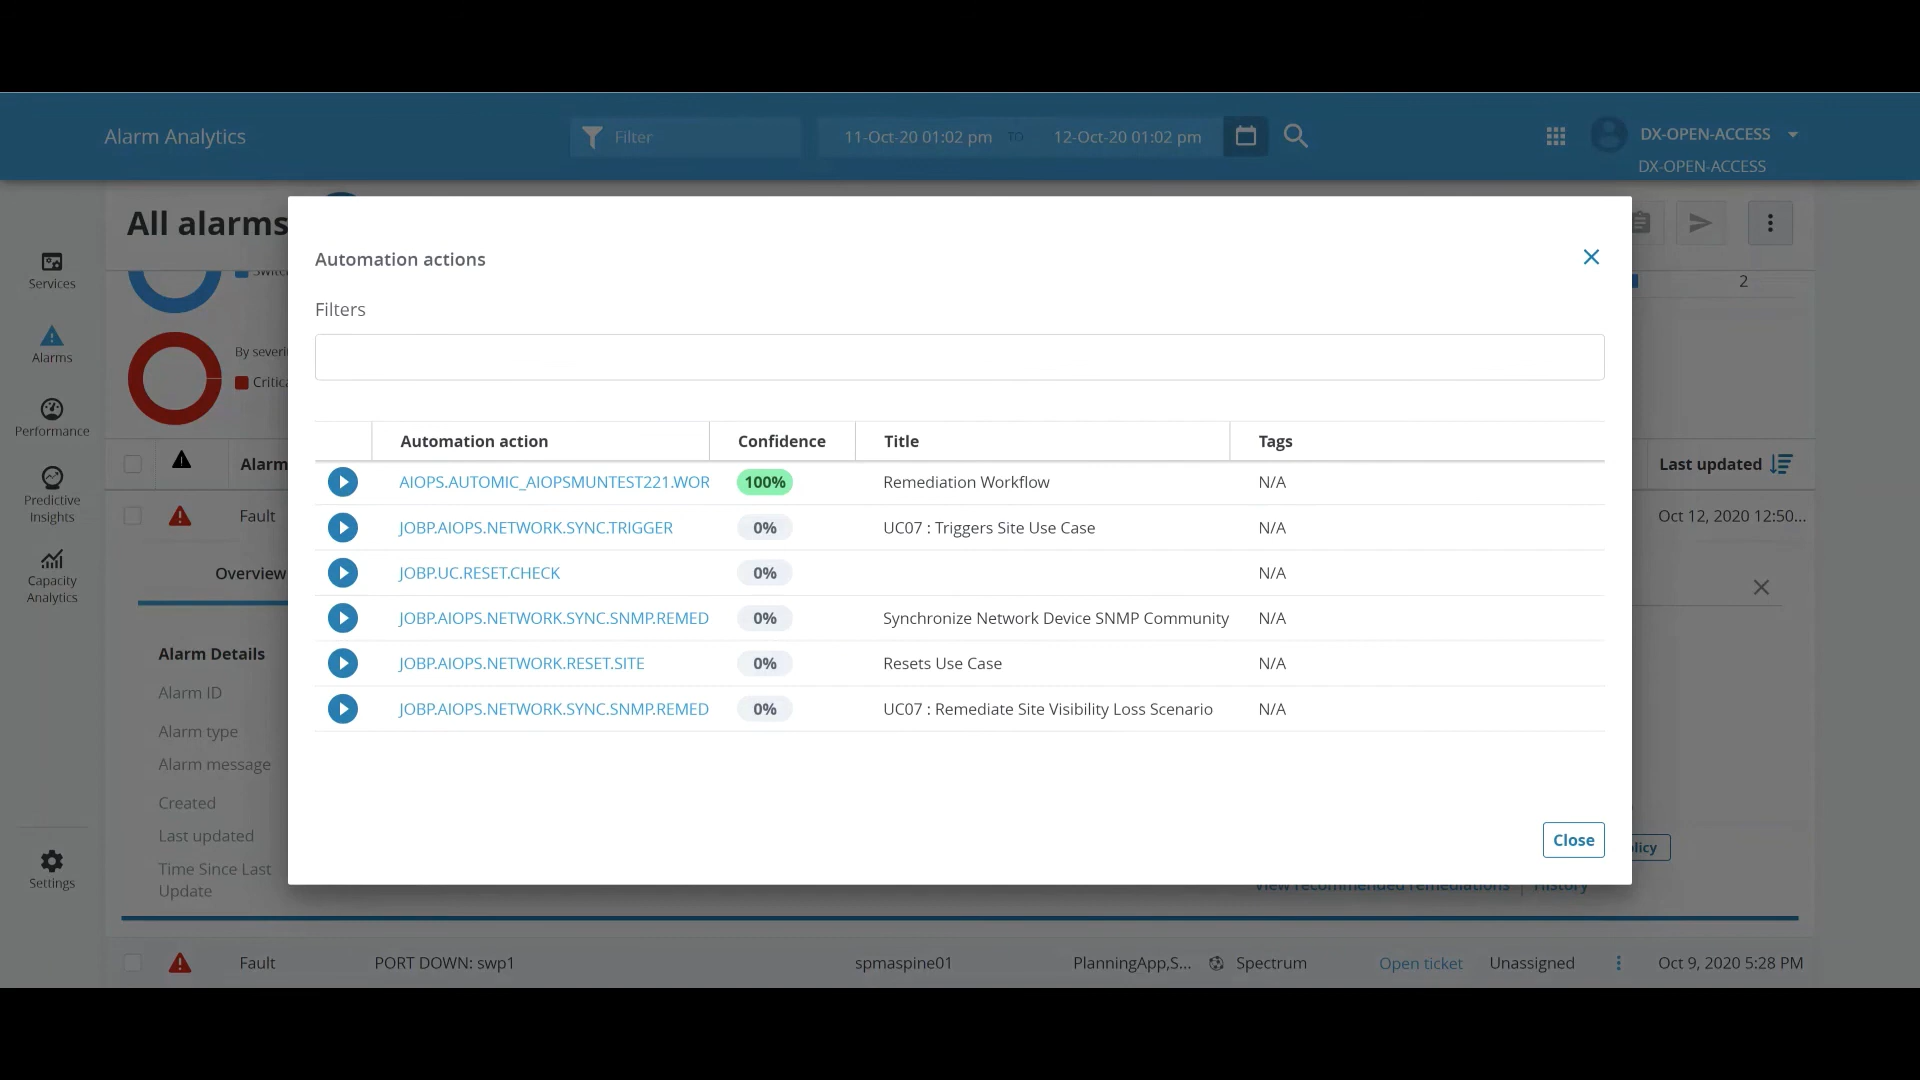 Alarm Analytics
Filter
11-Oct-20 01:02 pm TO 12-Oct-20 01:02 pm
DX-OPEN-ACCESS
DX-OPEN-ACCESS
All alarms
Services
Alarms
Performance
Predictive
Insights
Capacity
Analytics
Settings
2
By severi
Critica
Alarm
Last updated
Fault
Oct 12, 2020 12:50...
Overview
Alarm Details
Alarm ID
Alarm type
Alarm message
Created
Last updated
Time Since Last
Update
Automation actions
Filters
Automation action Confidence Title Tags
AIOPS.AUTOMIC_AIOPSMUNTEST221.WOR 100% Remediation Workflow N/A
JOBP.AIOPS.NETWORK.SYNC.TRIGGER 0% UC07 : Triggers Site Use Case N/A
JOBP.UC.RESET.CHECK 0% N/A
JOBP.AIOPS.NETWORK.SYNC.SNMP.REMED 0% Synchronize Network Device SNMP Community N/A
JOBP.AIOPS.NETWORK.RESET.SITE 0% Resets Use Case N/A
JOBP.AIOPS.NETWORK.SYNC.SNMP.REMED 0% UC07 : Remediate Site Visibility Loss Scenario N/A
Close
olicy
View recommended remediations History
Fault PORT DOWN: swp1 spmaspine01 PlanningApp,S... Spectrum Open ticket Unassigned Oct 9, 2020 5:28 PM